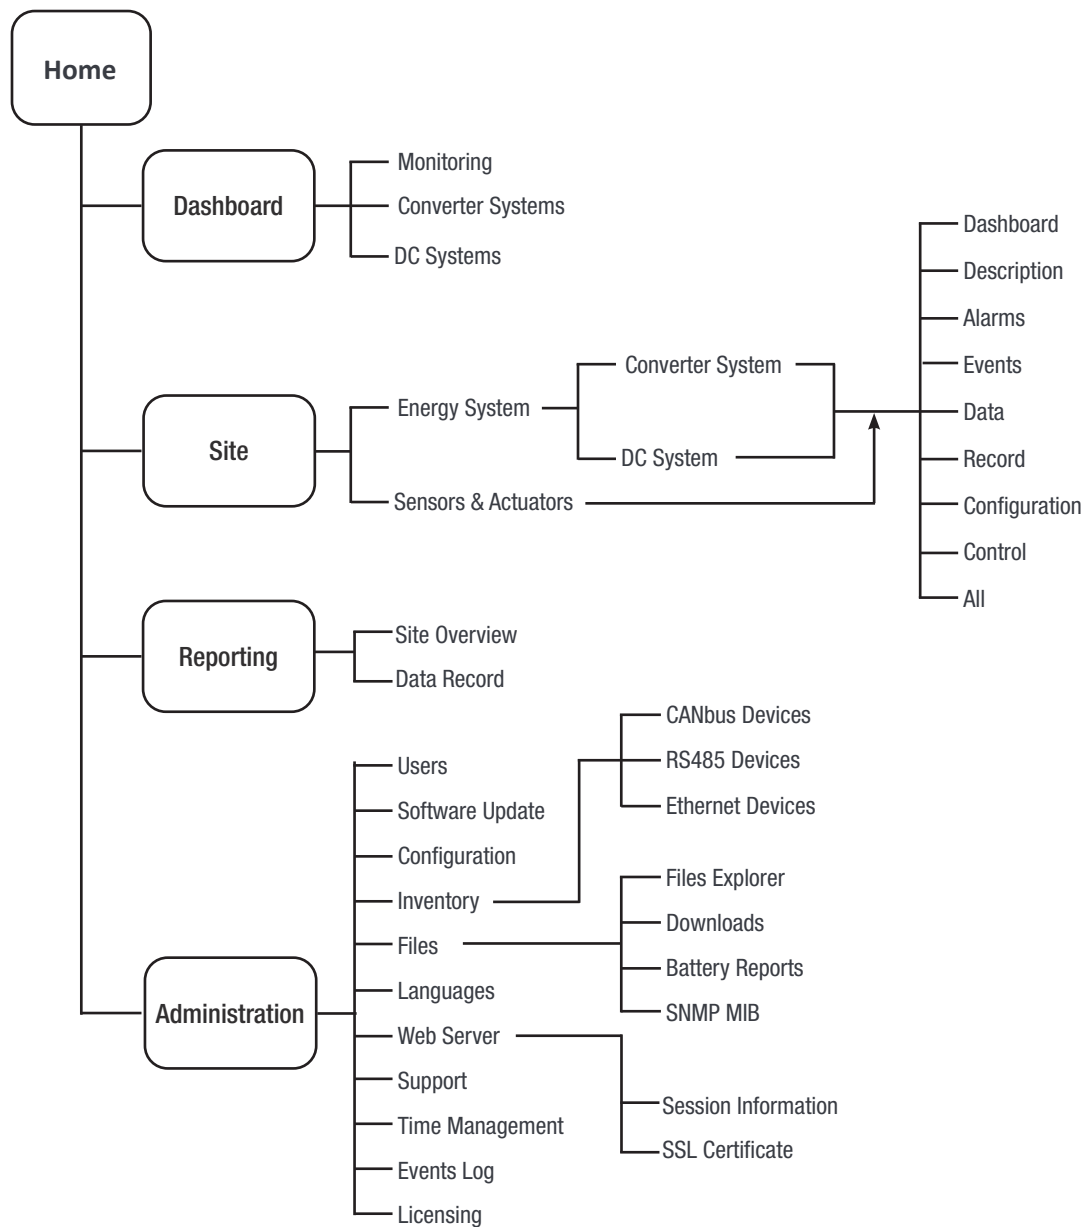 Home
Dashboard
Monitoring
Converter Systems
DC Systems
Site
Energy System
Converter System
DC System
Sensors & Actuators
Dashboard
Description
Alarms
Events
Data
Record
Configuration
Control
All
Reporting
Site Overview
Data Record
Administration
Users
Software Update
Configuration
Inventory
CANbus Devices
RS485 Devices
Ethernet Devices
Files
Files Explorer
Downloads
Battery Reports
SNMP MIB
Languages
Web Server
Session Information
SSL Certificate
Support
Time Management
Events Log
Licensing